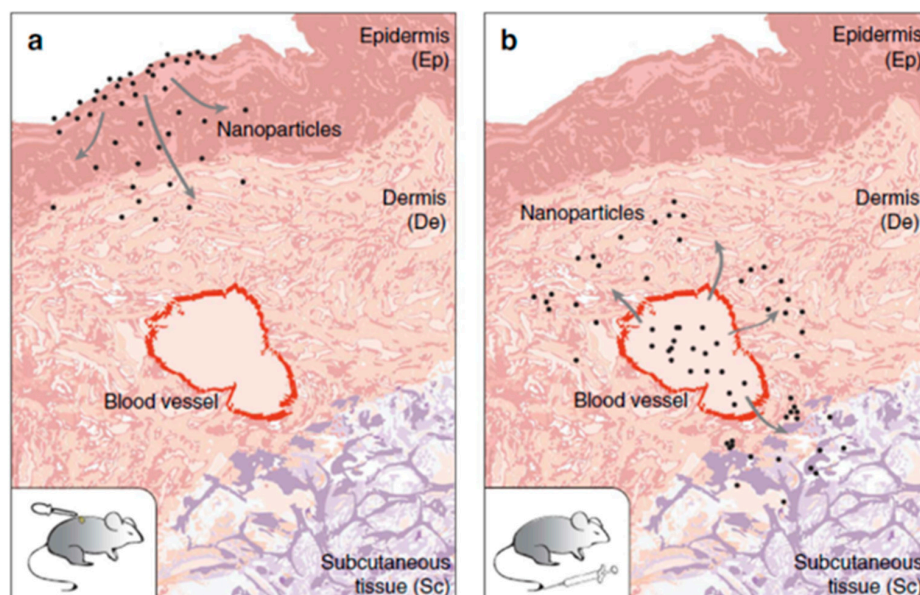 a
Epidermis
(Ep)
Nanoparticles
Dermis
(De)
Blood vessel
Subcutaneous
tissue (Sc)
b
Epidermis
(Ep)
Nanoparticles
Dermis
(De)
Blood vessel
Subcutaneous
tissue (Sc)